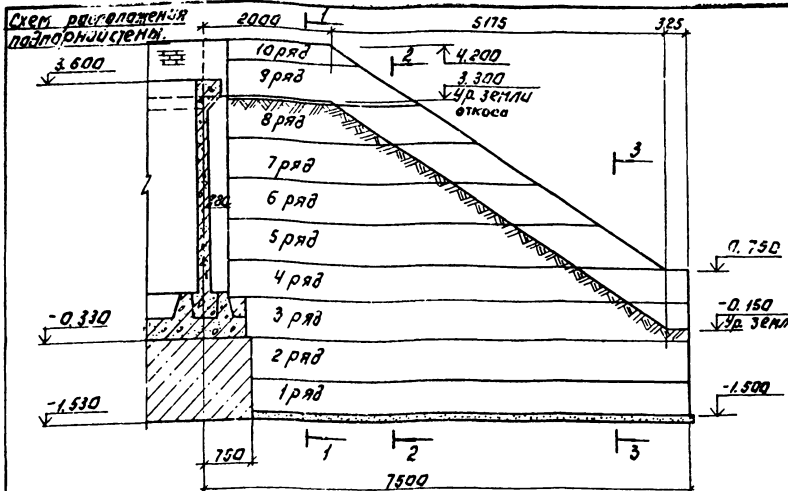 Схем расположения
подпорной стены.
2000
1
5175
325
10 ряд
2
4.200
3.600
9 ряд
3.300
Ур. земли
откоса
8 ряд
3
7 ряд
280
6 ряд
5 ряд
0.750
4 ряд
-0.330
3 ряд
-0.150
Ур. земл
2 ряд
-1.530
1 ряд
-1.500
1
2
3
750
7500